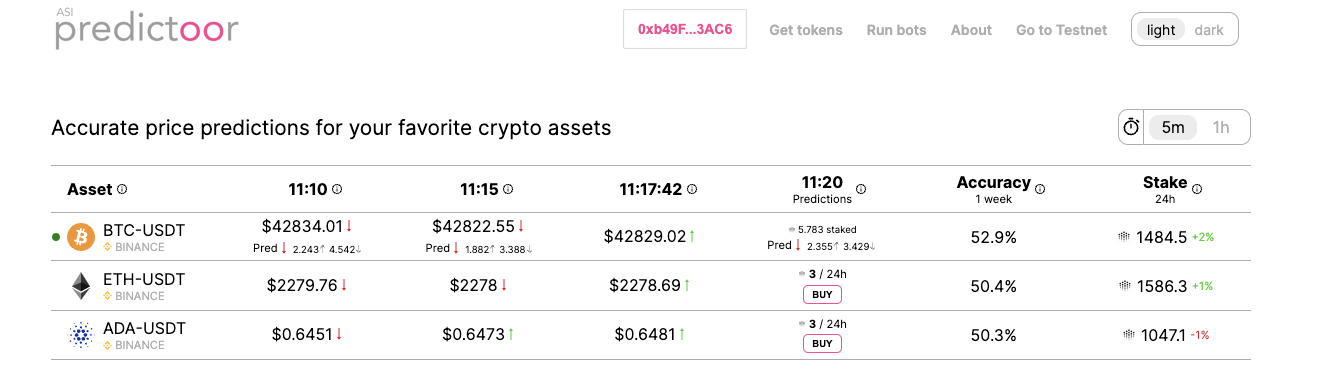 ASI
predictoor
0xb49F...3AC6 Get tokens Run bots About Go to Testnet light dark
Accurate price predictions for your favorite crypto assets 5m 1h
Asset 11:10 11:15 11:17:42 11:20 Accuracy Stake
Predictions 1 week 24h
BTC-USDT $42834.01↓ $42822.55↓ $42829.02↑ 5.783 staked 52.9% 1484.5 +2%
BINANCE Pred ↓ 2.243↑ 4.542↓ Pred ↓ 1.882↑ 3.388↓ Pred ↓ 2.355↑ 3.429↓
ETH-USDT $2279.76↓ $2278↓ $2278.69↑ 3 / 24h 50.4% 1586.3 +1%
BINANCE BUY
ADA-USDT $0.6451↓ $0.6473↑ $0.6481↑ 3 / 24h 50.3% 1047.1 -1%
BINANCE BUY